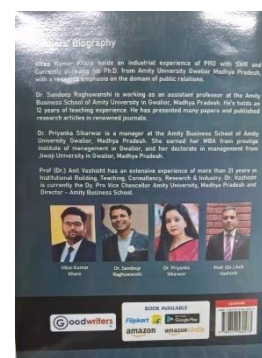 Biography
Vikas Kumar Khare holds an industrial experience of PRO with SMR and
Currently pursuing his Ph.D. from Amity University Gwalior Madhya Pradesh,
with a research emphasis on the domain of public relations.
Dr. Sandeep Raghuwanshi is working as an assistant professor at the Amity
Business School of Amity University in Gwalior, Madhya Pradesh. He's holds an
12 years of teaching experience. He has presented many papers and published
research articles in renowned journals.
Dr. Priyanka Sikarwar is a manager at the Amity Business School of Amity
University Gwalior, Madhya Pradesh. She earned her MBA from prestige
institute of management in Gwalior, and her doctorate in management from
Jiwaji University in Gwalior, Madhya Pradesh.
Prof (Dr.) Anil Vashisht has an extensive experience of more than 21 years in
Institutional Building, Teaching, Consultancy, Research & Industry. Dr. Vashisht
is currently the Dy. Pro Vice Chancellor Amity University, Madhya Pradesh and
Director - Amity Business School.
Vikas Kumar
Khare
Dr. Sandeep
Raghuwanshi
Dr. Priyanka
Sikarwar
Prof. (Dr.) Anil
Vashisht
BOOK AVAILABLE
Goodwriters
Flipkart
Google Play
amazon
amazonkindle